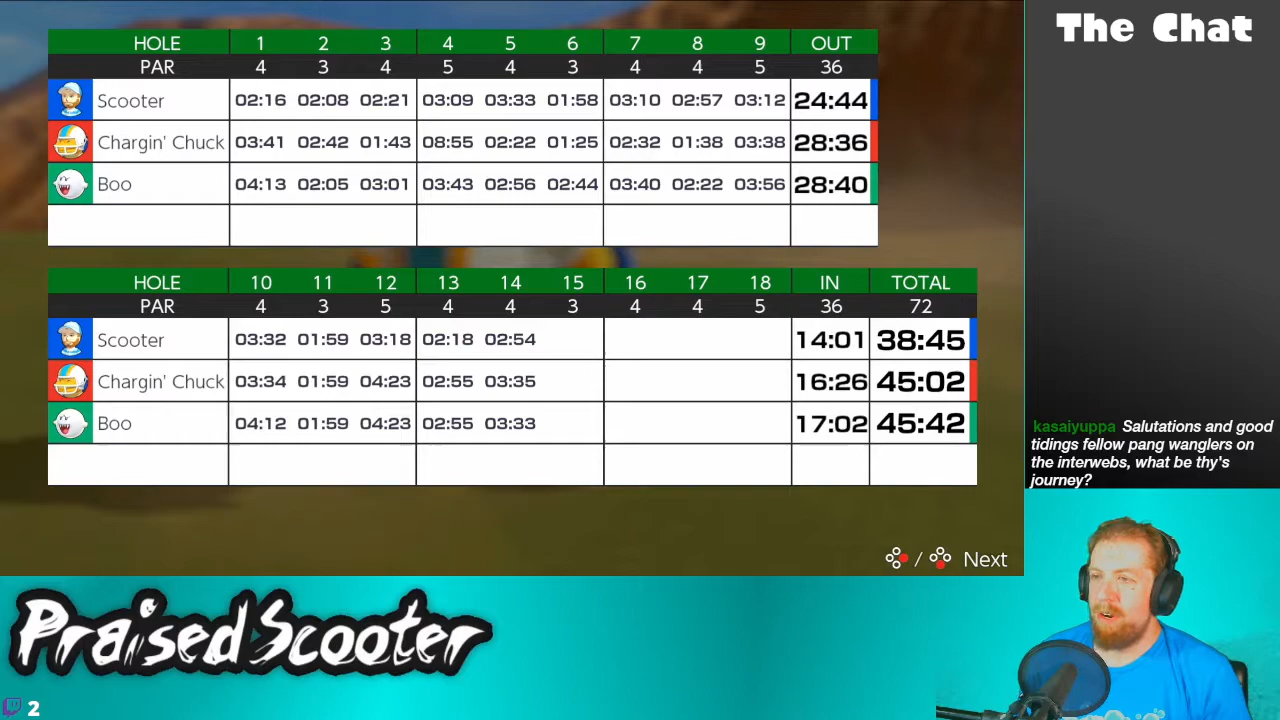 HOLE 1 2 3 4 5 6 7 8 9 OUT
PAR 4 3 4 5 4 3 4 4 5 36
Scooter 02:16 02:08 02:21 03:09 03:33 01:58 03:10 02:57 03:12 24:44
Chargin' Chuck 03:41 02:42 01:43 08:55 02:22 01:25 02:32 01:38 03:38 28:36
Boo 04:13 02:05 03:01 03:43 02:56 02:44 03:40 02:22 03:56 28:40
HOLE 10 11 12 13 14 15 16 17 18 IN TOTAL
PAR 4 3 5 4 4 3 4 4 5 36 72
Scooter 03:32 01:59 03:18 02:18 02:54 14:01 38:45
Chargin' Chuck 03:34 01:59 04:23 02:55 03:35 16:26 45:02
Boo 04:12 01:59 04:23 02:55 03:33 17:02 45:42
/ Next
The Chat
kasaiyuppa Salutations and good
tidings fellow pang wanglers on
the interwebs, what be thy's
journey?
PraisedScooter
2